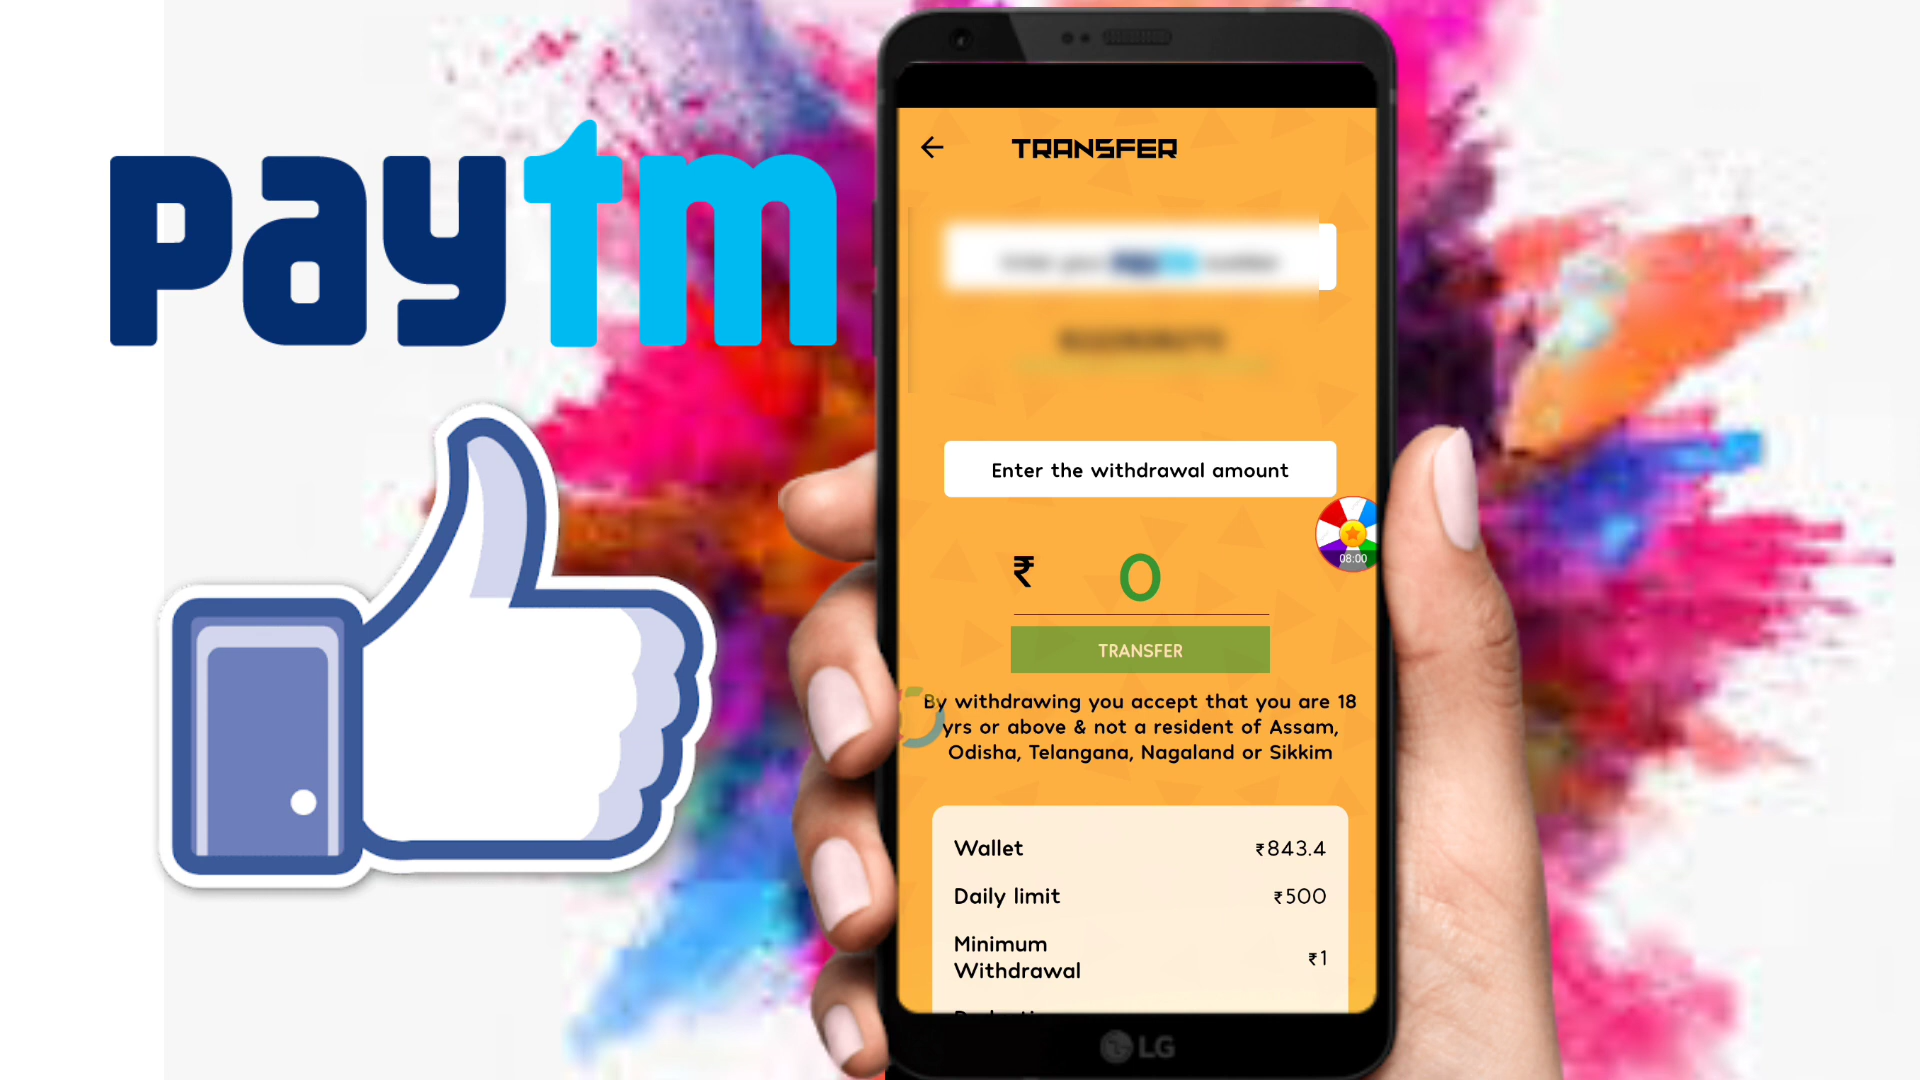 paytm
TRANSFER
Enter the withdrawal amount
₹ 0
08:00
TRANSFER
By withdrawing you accept that you are 18
yrs or above & not a resident of Assam,
Odisha, Telangana, Nagaland or Sikkim
Wallet ₹843.4
Daily limit ₹500
Minimum
Withdrawal ₹1
LG